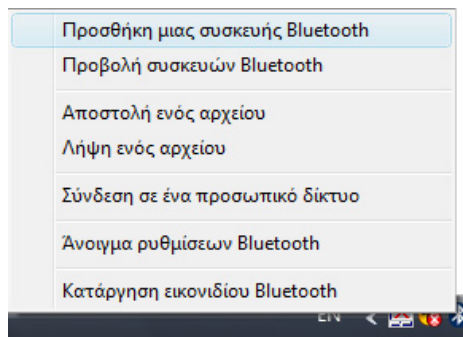 Προσθήκη μιας συσκευής Bluetooth
Προβολή συσκευών Bluetooth
Αποστολή ενός αρχείου
Λήψη ενός αρχείου
Σύνδεση σε ένα προσωπικό δίκτυο
Άνοιγμα ρυθμίσεων Bluetooth
Κατάργηση εικονιδίου Bluetooth
EN